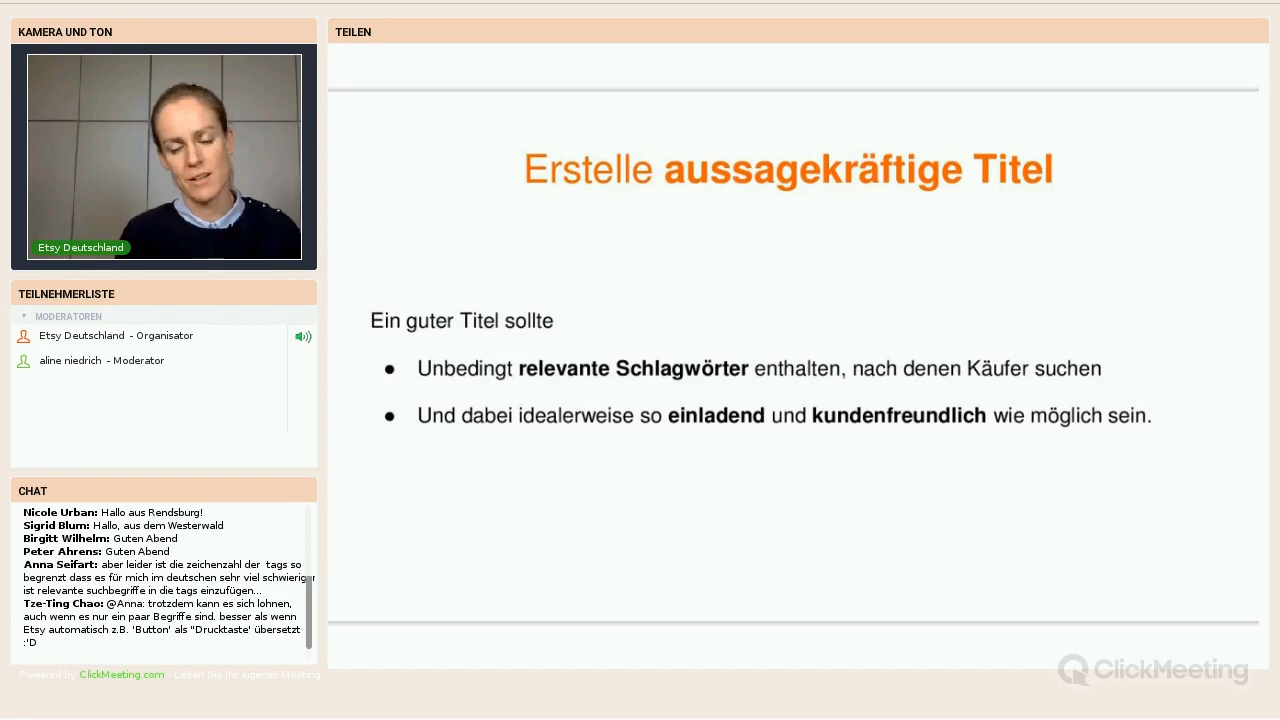 KAMERA UND TON
Etsy Deutschland
TEILNEHMERLISTE
MODERATOREN
Etsy Deutschland - Organisator
aline niedrich - Moderator
CHAT
Nicole Urban: Hallo aus Rendsburg!
Sigrid Blum: Hallo, aus dem Westerwald
Birgitt Wilhelm: Guten Abend
Peter Ahrens: Guten Abend
Anna Seifart: aber leider ist die zeichenzahl der tags so
begrenzt dass es für mich im deutschen sehr viel schwieriger
ist relevante suchbegriffe in die tags einzufügen...
Tze-Ting Chao: @Anna: trotzdem kann es sich lohnen,
auch wenn es nur ein paar Begriffe sind. besser als wenn
Etsy automatisch z.B. 'Button' als "Drucktaste' übersetzt
:'D
Powered by ClickMeeting.com - Leiten Sie Ihr eigenes Meeting
TEILEN
Erstelle aussagekräftige Titel
Ein guter Titel sollte
● Unbedingt relevante Schlagwörter enthalten, nach denen Käufer suchen
● Und dabei idealerweise so einladend und kundenfreundlich wie möglich sein.
ClickMeeting